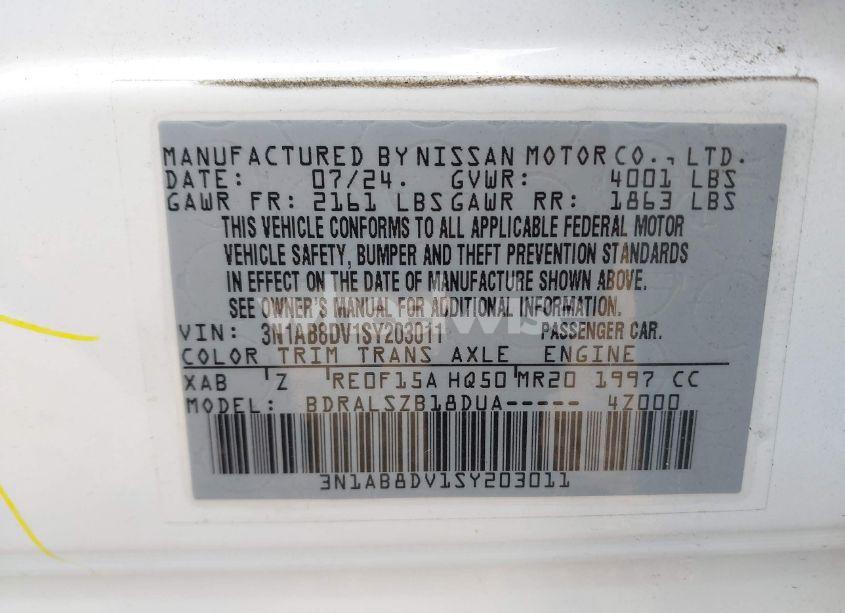 MANUFACTURED BY NISSAN MOTOR CO., LTD.
DATE: 07/24. GVWR: 4001 LBS
GAWR FR: 2161 LBS GAWR RR: 1863 LBS
THIS VEHICLE CONFORMS TO ALL APPLICABLE FEDERAL MOTOR
VEHICLE SAFETY, BUMPER AND THEFT PREVENTION STANDARDS
IN EFFECT ON THE DATE OF MANUFACTURE SHOWN ABOVE.
SEE OWNER'S MANUAL FOR ADDITIONAL INFORMATION.
VIN: 3N1AB8DV1SY203011 PASSENGER CAR.
COLOR TRIM TRANS AXLE ENGINE
XAB Z RE0F15A HQ50 MR20 1997 CC
MODEL: BDRALSZB18DUA----- 4Z000
3N1AB8DV1SY203011